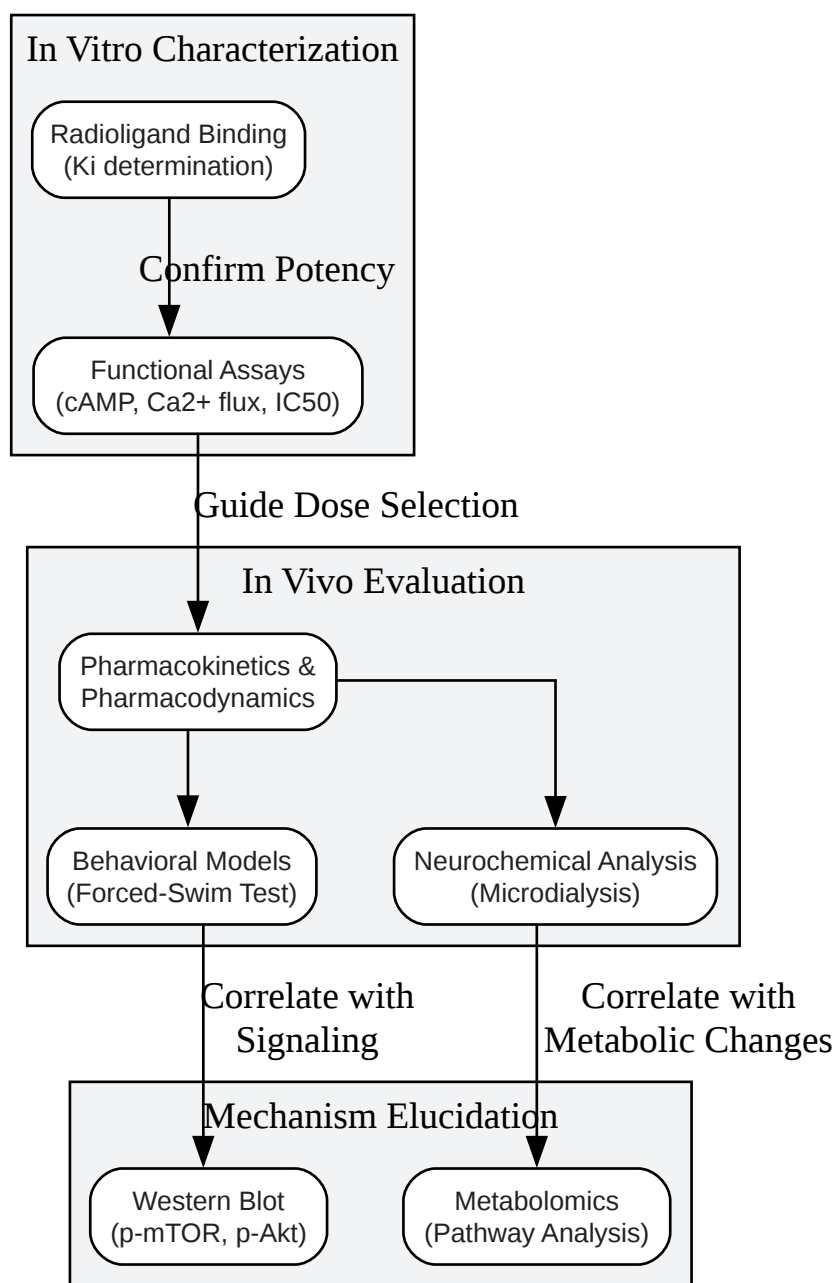 In Vitro Characterization
Radioligand Binding
(Ki determination)
Confirm Potency
Functional Assays
(cAMP, Ca2+ flux, IC50)
Guide Dose Selection
In Vivo Evaluation
Pharmacokinetics &
Pharmacodynamics
Behavioral Models
(Forced-Swim Test)
Neurochemical Analysis
(Microdialysis)
Correlate with
Signaling
Correlate with
Metabolic Changes
Mechanism Elucidation
Western Blot
(p-mTOR, p-Akt)
Metabolomics
(Pathway Analysis)